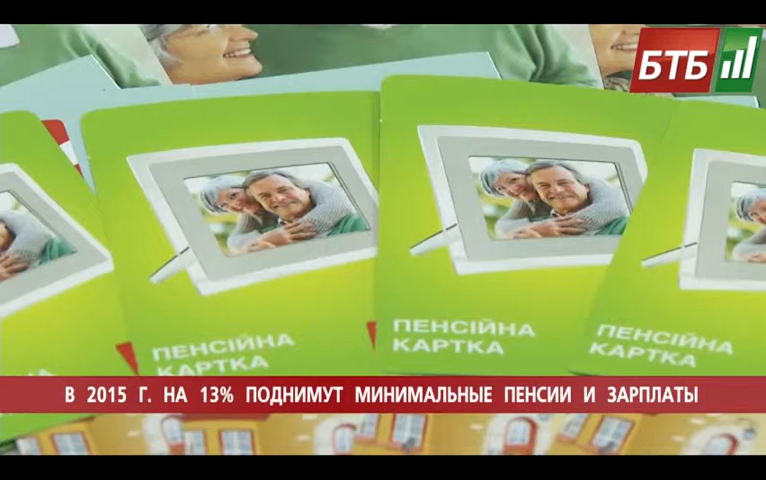 БТБ
ПЕНСІЙНА
КАРТКА
ПЕНСІЙНА
КАРТКА
ПЕНСІЙНА
КАРТКА
В 2015 Г. НА 13% ПОДНИМУТ МИНИМАЛЬНЫЕ ПЕНСИИ И ЗАРПЛАТЫ